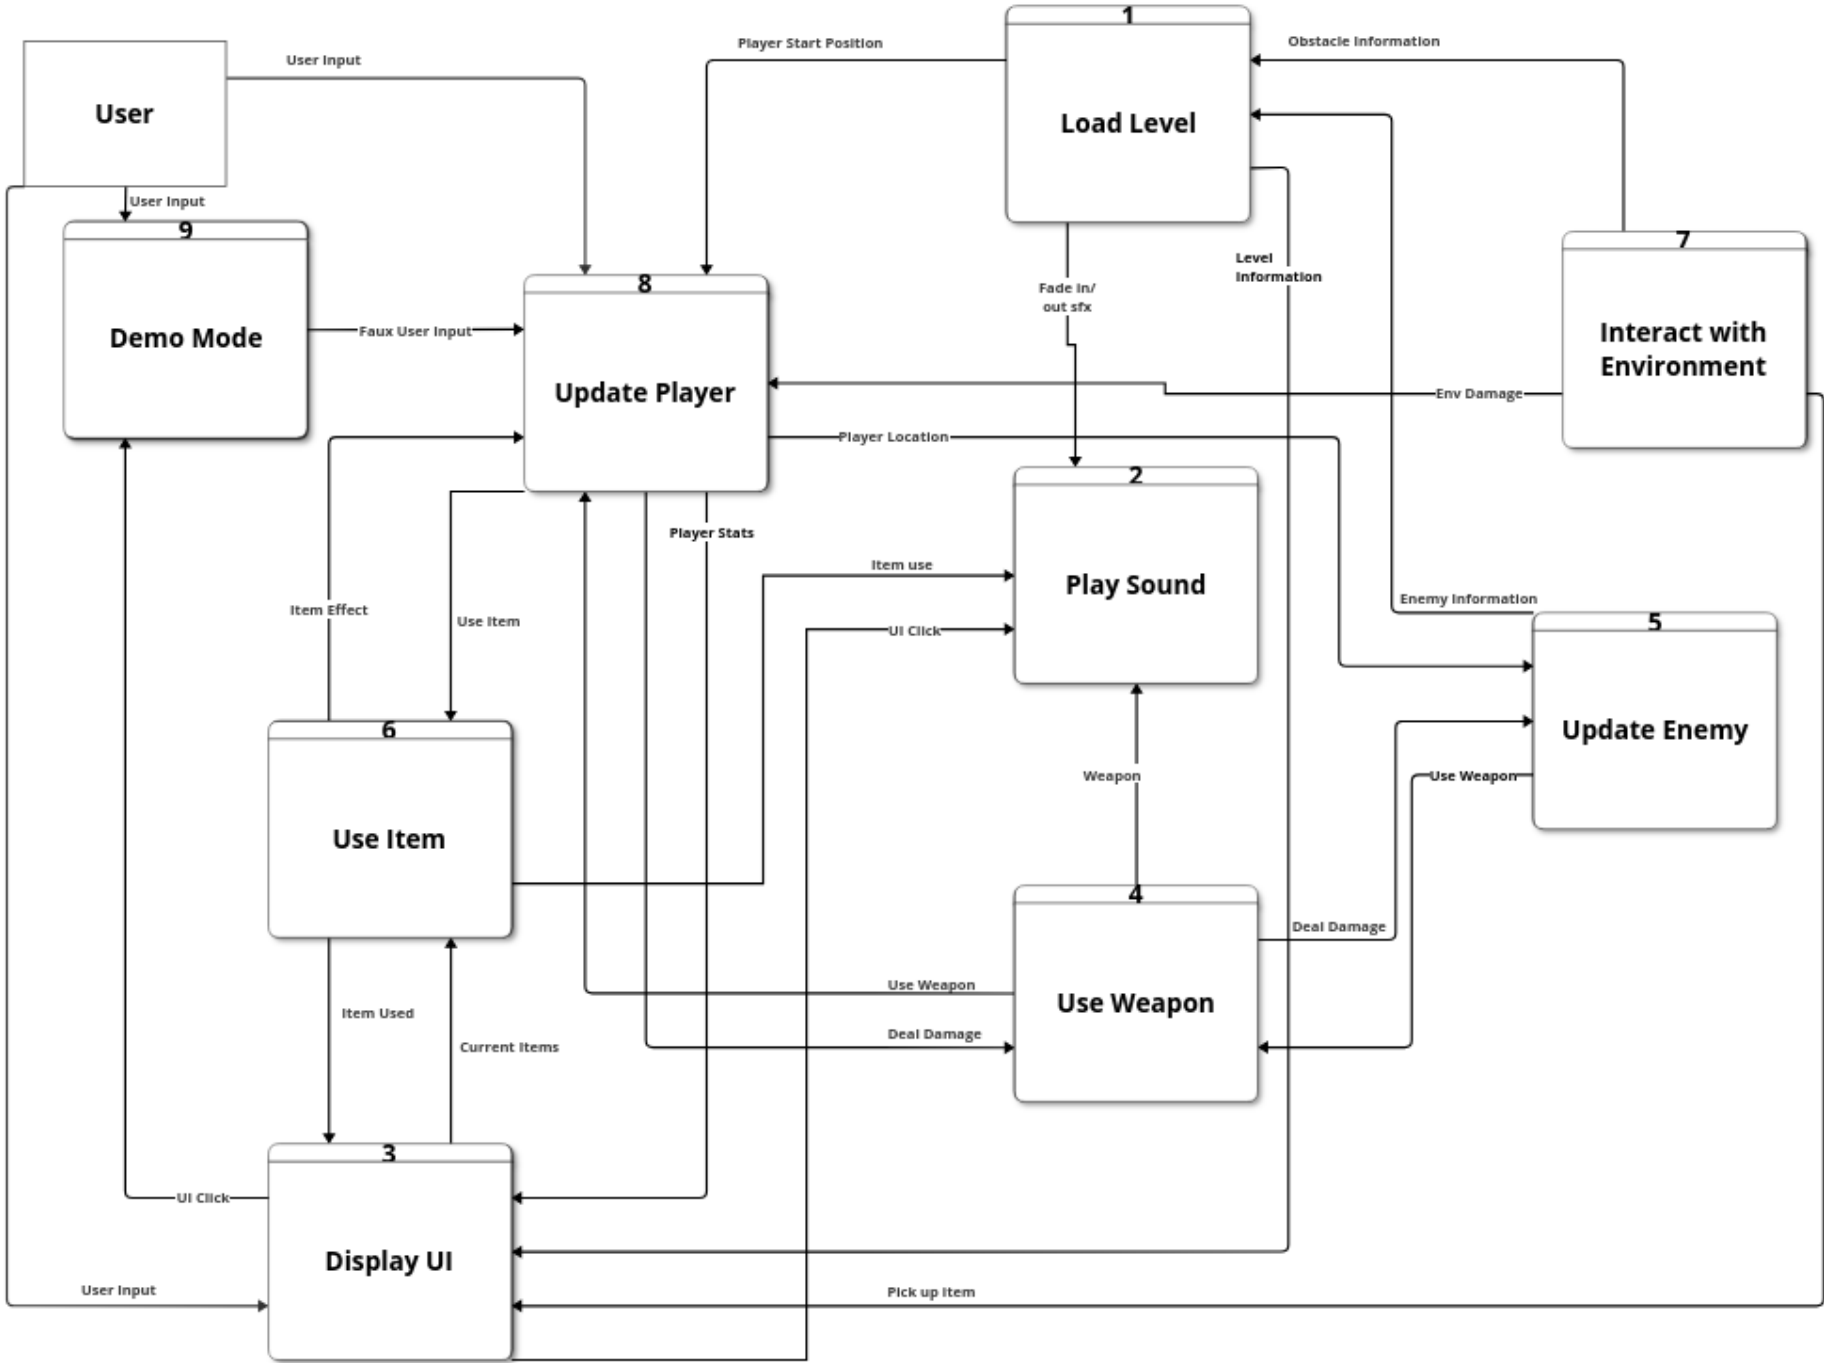 1
Player Start Position
Obstacle Information
User Input
User
Load Level
User Input
9
7
Level
Information
8
Fade in/
out sfx
Demo Mode
Faux User Input
Interact with
Environment
Update Player
Env Damage
Player Location
2
Player Stats
Item use
Play Sound
Enemy Information
Item Effect
Use Item
UI Click
5
6
Update Enemy
Weapon
Use Weapon
Use Item
4
Deal Damage
Use Weapon
Use Weapon
Item Used
Deal Damage
Current Items
3
UI Click
Display UI
User Input
Pick up item